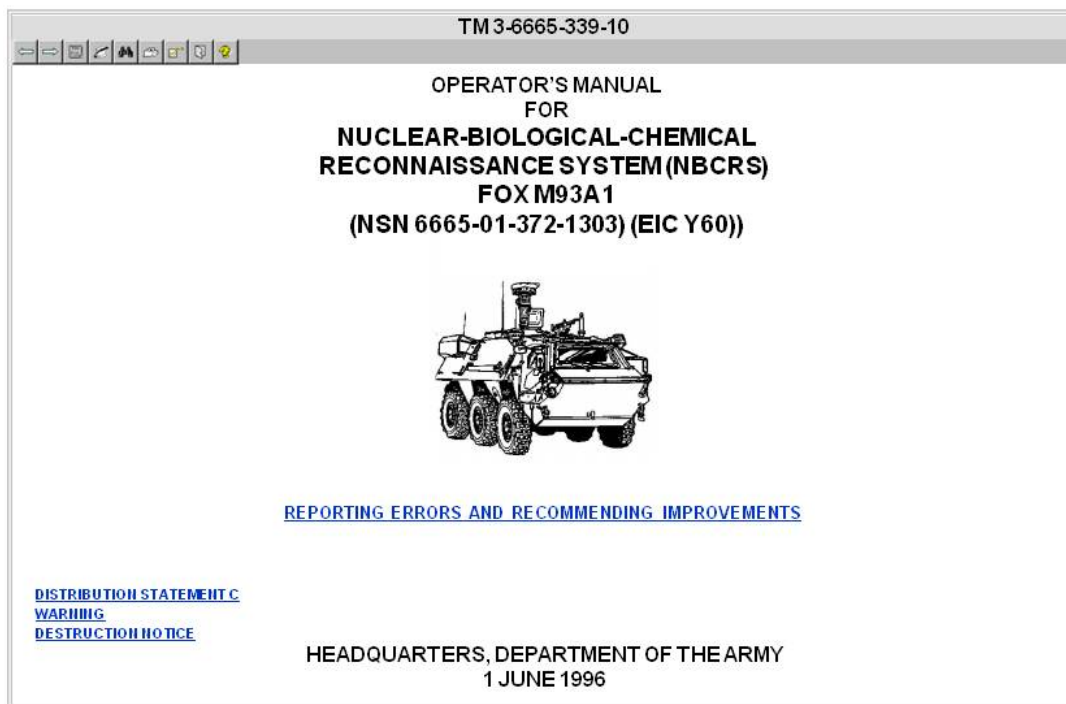 TM 3-6665-339-10
OPERATOR'S MANUAL
FOR
NUCLEAR-BIOLOGICAL-CHEMICAL
RECONNAISSANCE SYSTEM (NBCRS)
FOX M93A1
(NSN 6665-01-372-1303) (EIC Y60))
REPORTING ERRORS AND RECOMMENDING IMPROVEMENTS
DISTRIBUTION STATEMENT C
WARNING
DESTRUCTION NOTICE
HEADQUARTERS, DEPARTMENT OF THE ARMY
1 JUNE 1996